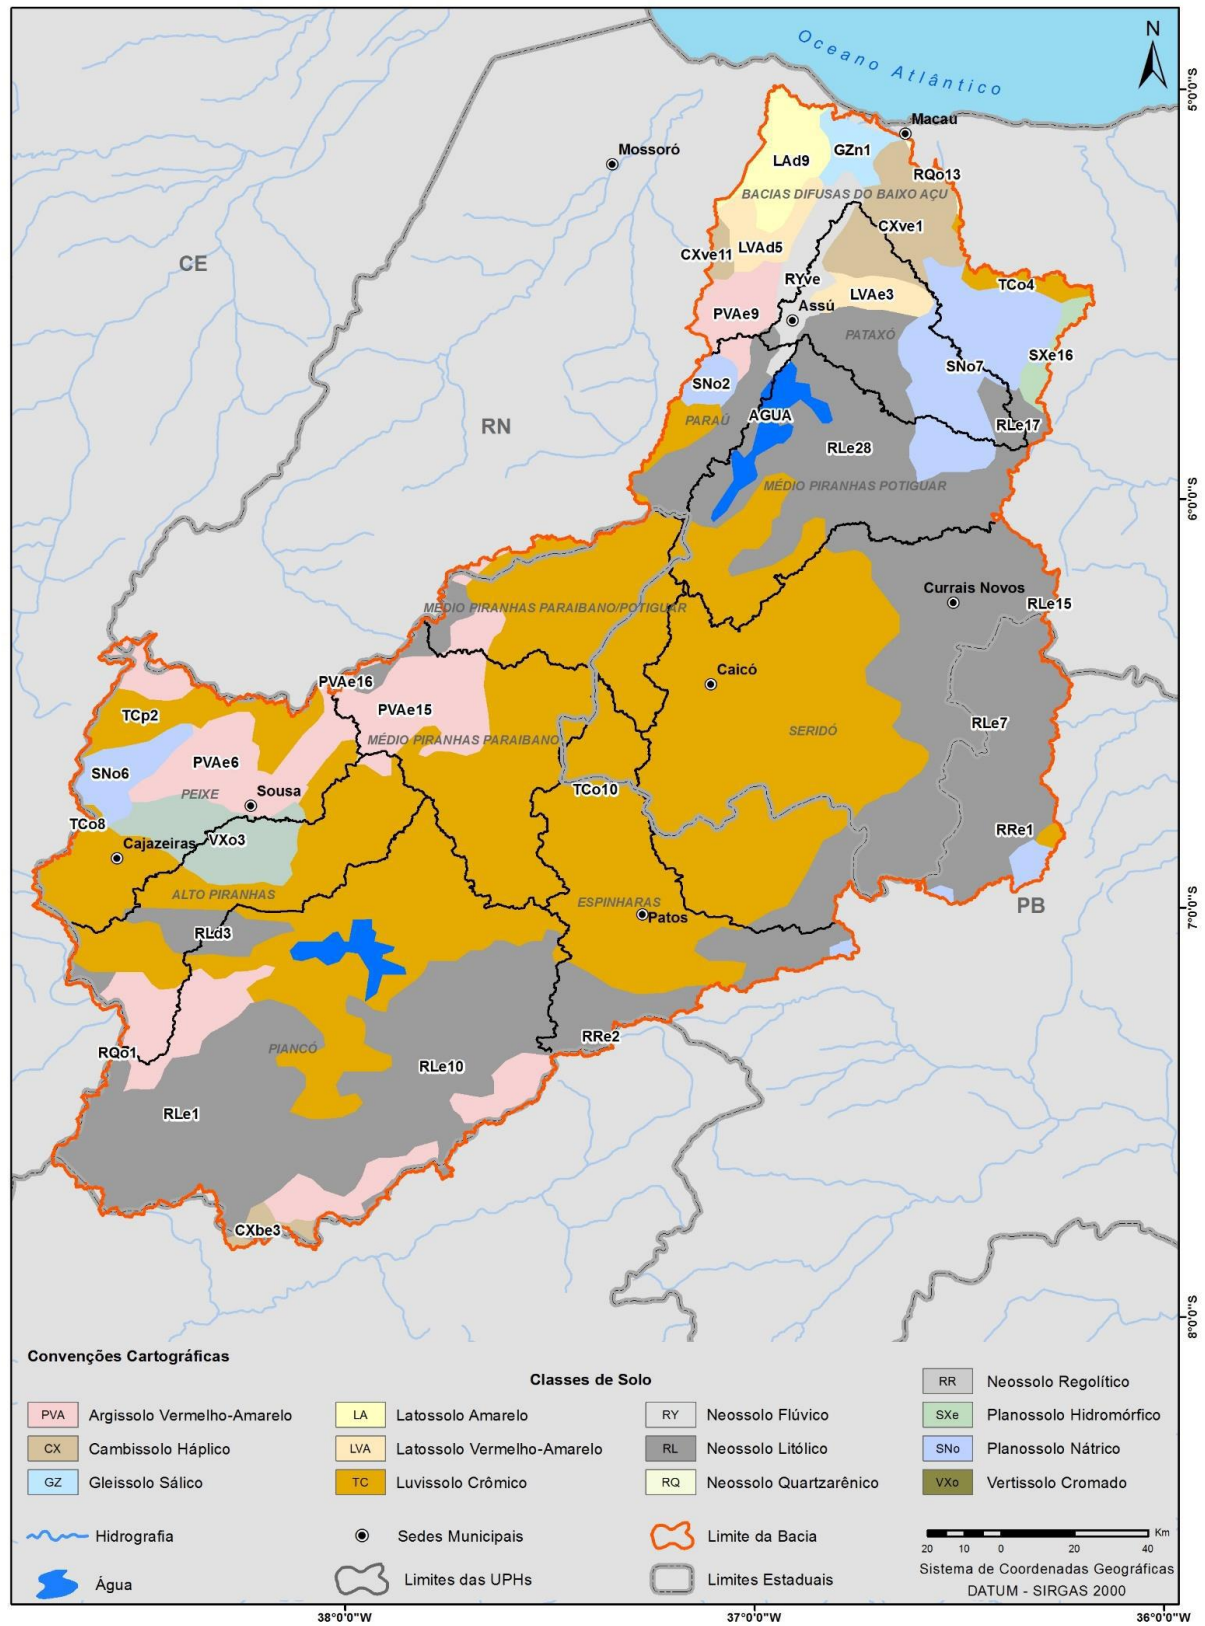 Oceano Atlântico
N
5°0'0"S
Macau
Mossoró
GZn1
LAd9
RQo13
BACIAS DIFUSAS DO BAIXO AÇU
CXve1
LVAd5
CXve11
CE
RYve
TCo4
LVAe3
PVAe9
Assú
PATAXÓ
SXe16
SNo7
SNo2
AGUA
PARAÚ
RLe17
RN
RLe28
MÉDIO PIRANHAS POTIGUAR
6°0'0"S
Currais Novos
RLe15
MÉDIO PIRANHAS PARAIBANO/POTIGUAR
Caicó
PVAe16
PVAe15
TCp2
RLe7
SERIDÓ
MÉDIO PIRANHAS PARAIBANO
PVAe6
SNo6
Sousa
TCo10
PEIXE
TCo8
RRe1
Cajazeiras
VXo3
ALTO PIRANHAS
ESPINHARAS
PB
7°0'0"S
Patos
RLd3
RRe2
PIANCÓ
RQo1
RLe10
RLe1
CXbe3
8°0'0"S
Convenções Cartográficas
Classes de Solo
RR Neossolo Regolítico
PVA Argissolo Vermelho-Amarelo
LA Latossolo Amarelo
RY Neossolo Flúvico
SXe Planossolo Hidromórfico
CX Cambissolo Háplico
LVA Latossolo Vermelho-Amarelo
RL Neossolo Litólico
SNo Planossolo Nátrico
GZ Gleissolo Sálico
TC Luvissolo Crômico
RQ Neossolo Quartzarênico
VXo Vertissolo Cromado
Hidrografia
Sedes Municipais
Limite da Bacia
Km
20 10 0 20 40
Água
Limites das UPHs
Limites Estaduais
Sistema de Coordenadas Geográficas
DATUM - SIRGAS 2000
38°0'0"W
37°0'0"W
36°0'0"W